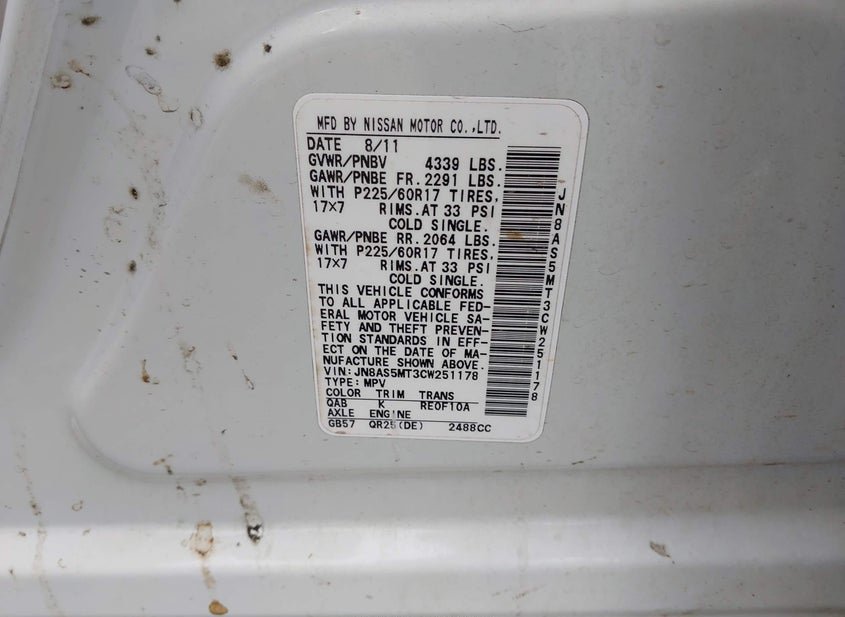 MFD BY NISSAN MOTOR CO.,LTD.
DATE 8/11
GVWR/PNBV 4339 LBS.
GAWR/PNBE FR. 2291 LBS.
WITH P225/60R17 TIRES,
17×7 RIMS. AT 33 PSI
COLD SINGLE.
GAWR/PNBE RR. 2064 LBS.
WITH P225/60R17 TIRES,
17×7 RIMS. AT 33 PSI
COLD SINGLE.
THIS VEHICLE CONFORMS
TO ALL APPLICABLE FED-
ERAL MOTOR VEHICLE SA-
FETY AND THEFT PREVEN-
TION STANDARDS IN EFF-
ECT ON THE DATE OF MA-
NUFACTURE SHOWN ABOVE.
VIN: JN8AS5MT3CW251178
TYPE: MPV
COLOR TRIM TRANS
QAB K RE0F10A
AXLE ENGINE
GB57 QR25(DE) 2488CC
JN8AS5MT3CW251178